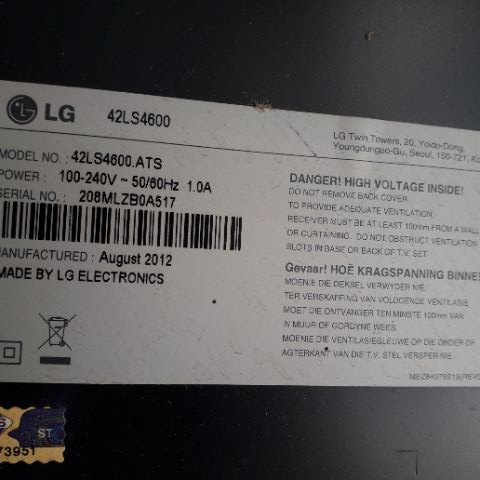 LG 42LS4600
LG Twin Towers, 20, Yoido-Dong,
Youngdungpo-Gu, Seoul, 150-721, Ko
MODEL NO. : 42LS4600.ATS
POWER : 100-240V ~ 50/60Hz 1.0A
SERIAL NO. : 208MLZB0A517
MANUFACTURED : August 2012
MADE BY LG ELECTRONICS
DANGER! HIGH VOLTAGE INSIDE!
DO NOT REMOVE BACK COVER.
TO PROVIDE ADEQUATE VENTILATION,
RECEIVER MUST BE AT LEAST 100mm FROM A WALL
OR CURTAINING. DO NOT OBSTRUCT VENTILATION
SLOTS IN BASE OR BACK OF T.V. SET.
Gevaar! HOË KRAGSPANNING BINNE!
MOENIE DIE DEKSEL VERWYDER NIE.
TER VERSKAFFING VAN VOLDOENDE VENTILASIE
MOET DIE ONTVANGER TEN MINSTE 100mm VAN
N MUUR OF GORDYNE WEES.
MOENIE DIE VENTILASIEGLEUWE OP DIE ONDER OF
AGTERKANT VAN DIE T.V. STEL VERSPER NIE...
ST
73951